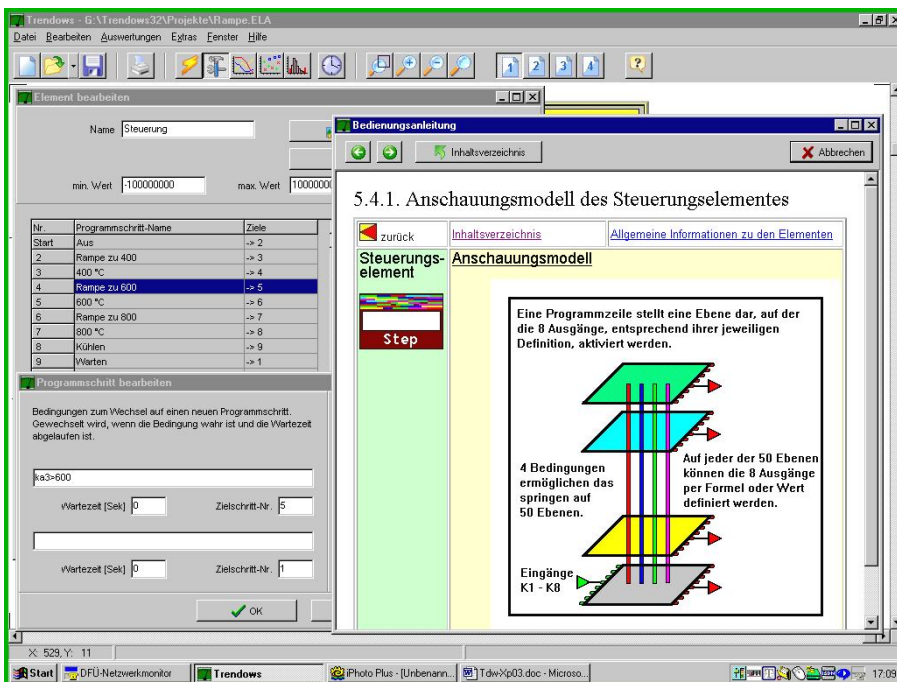 Trendows - G:\Trendows32\Projekte\Rampe.ELA
Datei Bearbeiten Auswertungen Extras Fenster Hilfe
1 2 3 4 ?
Element bearbeiten
Name Steuerung
min. Wert -100000000 max. Wert
Nr. Programmschritt-Name Ziele
Start Aus -> 2
2 Rampe zu 400 -> 3
3 400 °C -> 4
4 Rampe zu 600 -> 5
5 600 °C -> 6
6 Rampe zu 800 -> 7
7 800 °C -> 8
8 Kühlen -> 9
9 Warten -> 1
Programmschritt bearbeiten
Bedingungen zum Wechsel auf einen neuen Programmschritt.
Gewechselt wird, wenn die Bedingung wahr ist und die Wartezeit
abgelaufen ist.
ka3>600
Wartezeit [Sek] 0 Zielschritt-Nr. 5
Wartezeit [Sek] 0 Zielschritt-Nr. 1
OK
Bedienungsanleitung
Inhaltsverzeichnis Abbrechen
5.4.1. Anschauungsmodell des Steuerungselementes
zurück Inhaltsverzeichnis Allgemeine Informationen zu den Elementen
Steuerungs-
element
Anschauungsmodell
Step
Eine Programmzeile stellt eine Ebene dar, auf der
die 8 Ausgänge, entsprechend ihrer jeweiligen
Definition, aktiviert werden.
4 Bedingungen
ermöglichen das
springen auf
50 Ebenen.
Auf jeder der 50 Ebenen
können die 8 Ausgänge
per Formel oder Wert
definiert werden.
Eingänge
K1 - K8
X: 529, Y: 11
Start DFÜ-Netzwerkmonitor Trendows iPhoto Plus - [Unbenann... Tdw-Xp03.doc - Microso... 17:09